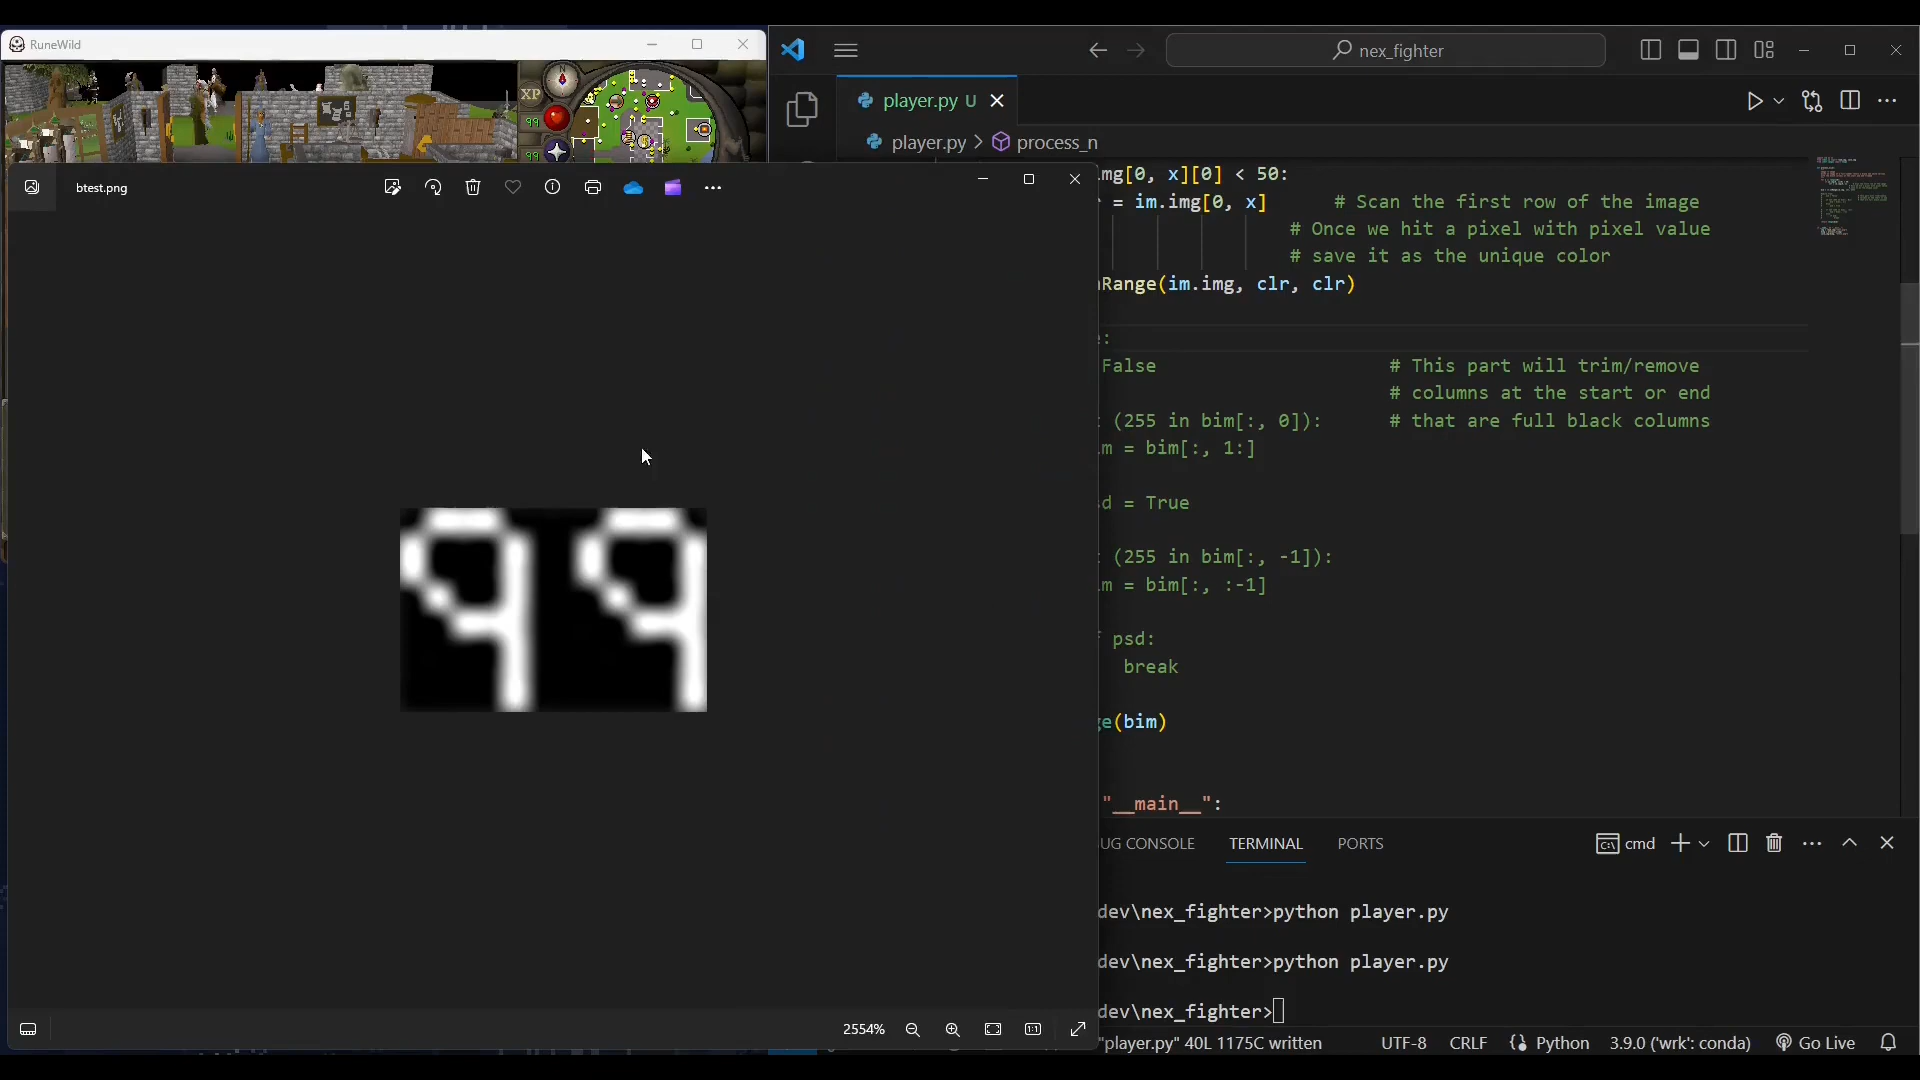 RuneWild
XP
99
99
btest.png
99
2554%
nex_fighter
player.py U
player.py > process_n
mg[0, x][0] < 50:
r = im.img[0, x] # Scan the first row of the image
# Once we hit a pixel with pixel value
# save it as the unique color
nRange(im.img, clr, clr)
e:
False # This part will trim/remove
# columns at the start or end
t (255 in bim[:, 0]): # that are full black columns
m = bim[:, 1:]
sd = True
t (255 in bim[:, -1]):
m = bim[:, :-1]
f psd:
break
ge(bim)
"__main__":
UG CONSOLE TERMINAL PORTS cmd
dev\nex_fighter>python player.py
dev\nex_fighter>python player.py
dev\nex_fighter>
"player.py" 40L 1175C written UTF-8 CRLF Python 3.9.0 ('wrk': conda) Go Live